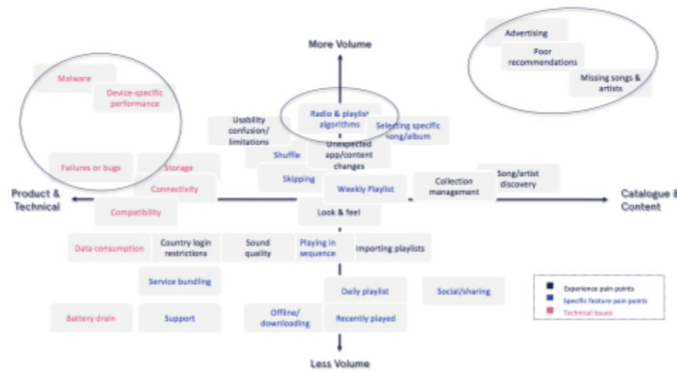 Advertising
Poor
recommendations
Missing songs &
artists
More Volume
Malware
Device-specific
performance
Radio & playlist
algorithms
Usability
confusion/
limitations
Selecting specific
song/album
Unexpected
app/content
changes
Shuffle
Failures or bugs
Storage
Skipping
Song/artist
discovery
Connectivity
Weekly Playlist
Collection
management
Product &
Technical
Catalogue &
Content
Compatibility
Look & feel
Data consumption
Country login
restrictions
Sound
quality
Playing in
sequence
Importing playlists
Service bundling
Daily playlist
Social/sharing
Experience pain points
Specific feature pain points
Technical issues
Battery drain
Support
Offline/
downloading
Recently played
Less Volume